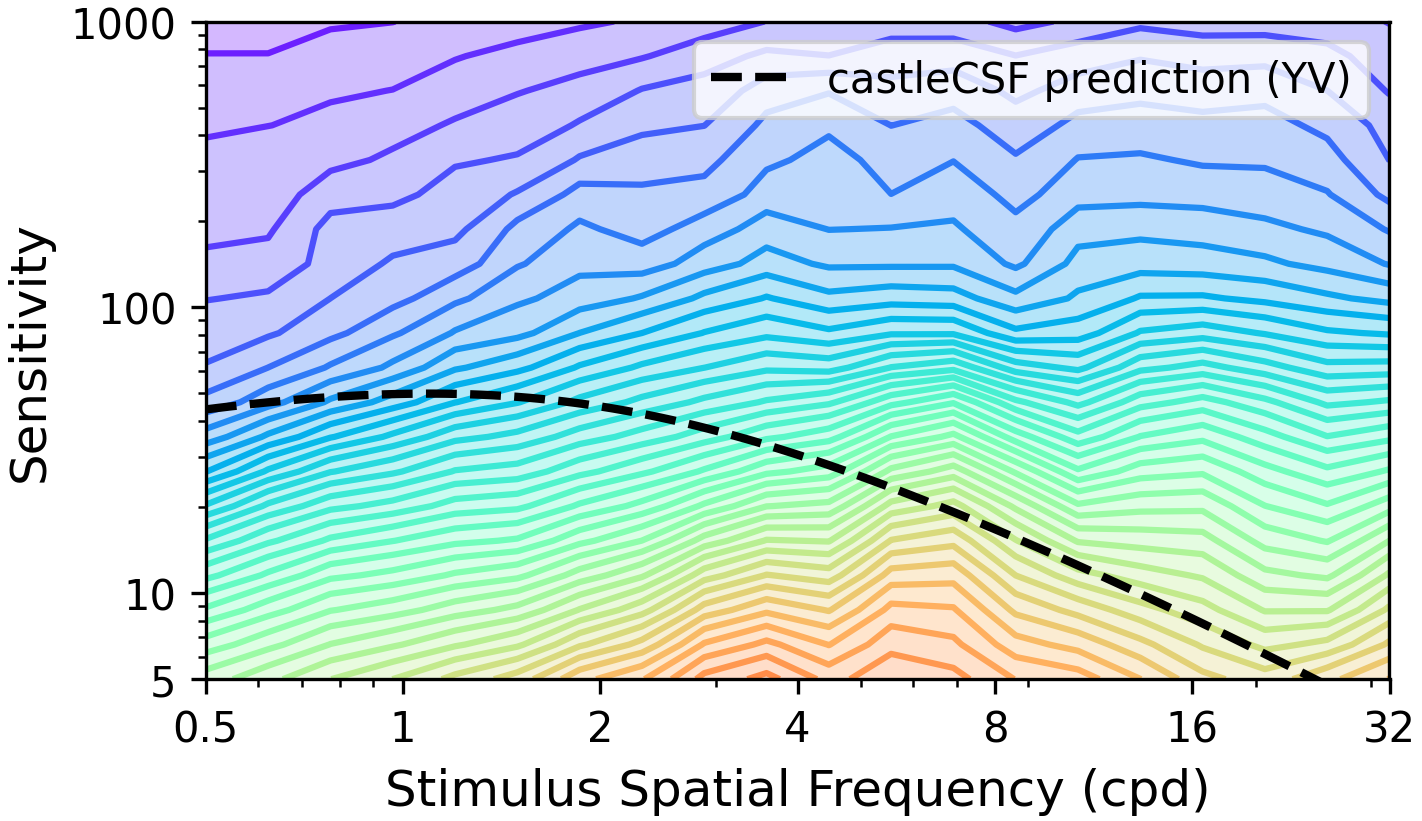 1000
castleCSF prediction (YV)
100
Sensitivity
10
5
0.5 1 2 4 8 16 32
Stimulus Spatial Frequency (cpd)